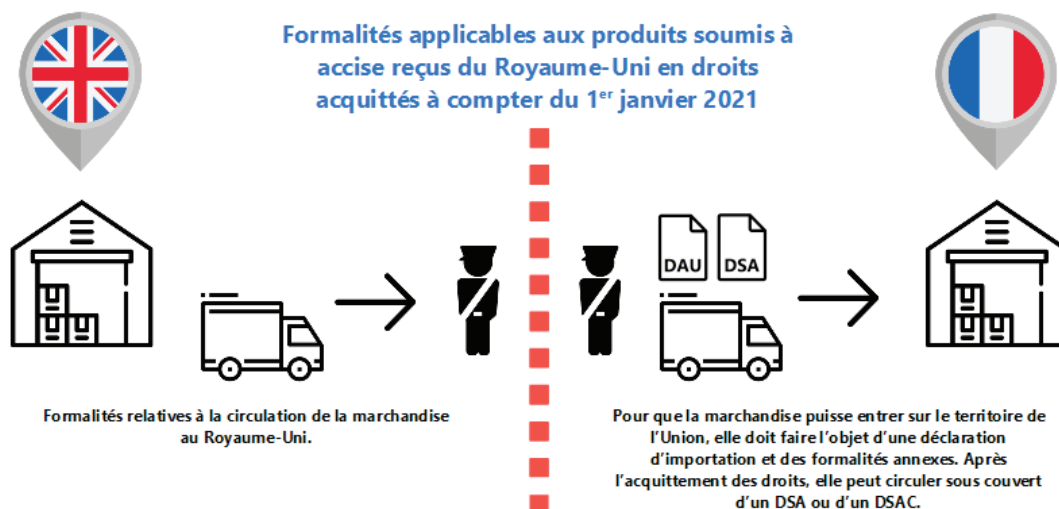 Formalités applicables aux produits soumis à
accise reçus du Royaume-Uni en droits
acquittés à compter du 1er janvier 2021
DAU
DSA
Formalités relatives à la circulation de la marchandise
au Royaume-Uni.
Pour que la marchandise puisse entrer sur le territoire de
l'Union, elle doit faire l'objet d'une déclaration
d'importation et des formalités annexes. Après
l'acquittement des droits, elle peut circuler sous couvert
d'un DSA ou d'un DSAC.